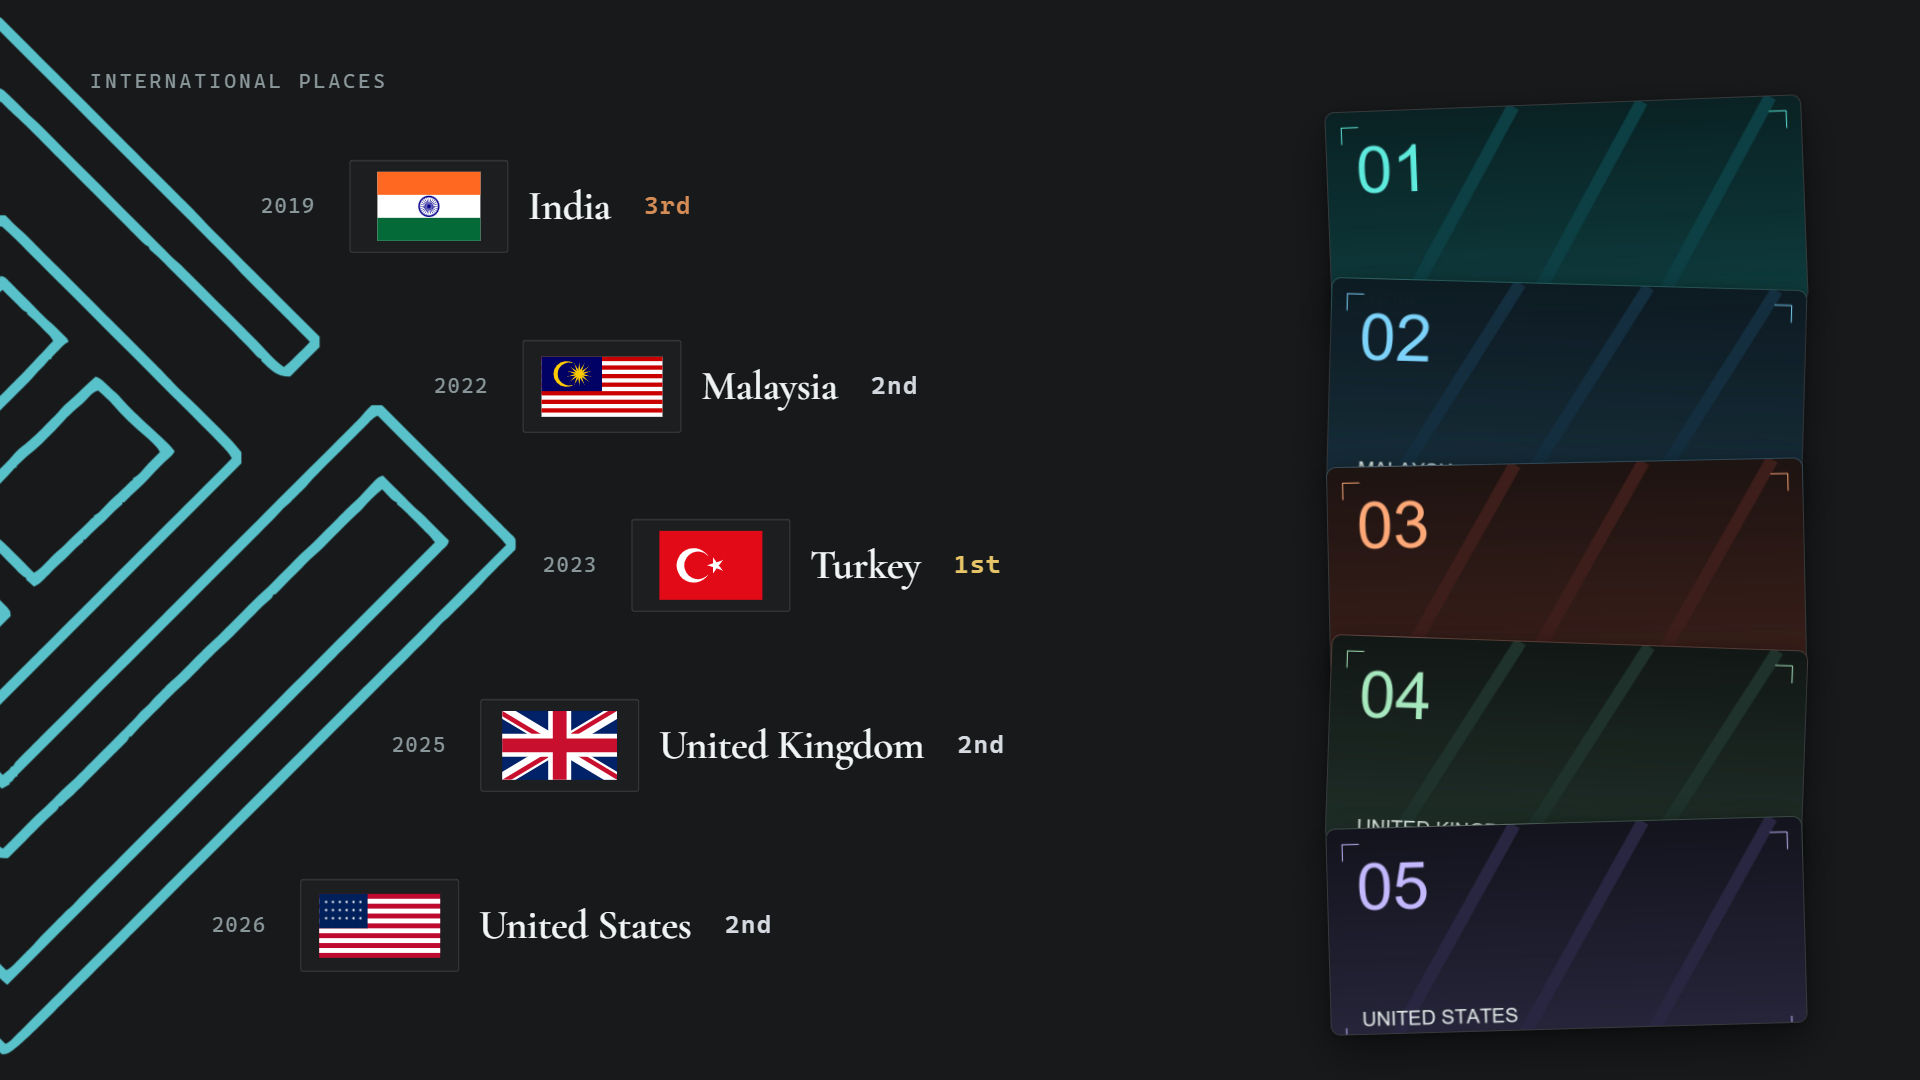 INTERNATIONAL PLACES
2019 India 3rd
2022 Malaysia 2nd
2023 Turkey 1st
2025 United Kingdom 2nd
2026 United States 2nd
01
02
03
04
05
UNITED STATES